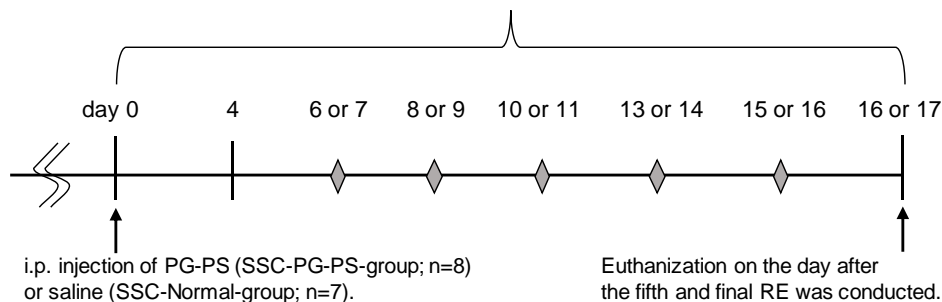 day 0 4 6 or 7 8 or 9 10 or 11 13 or 14 15 or 16 16 or 17
i.p. injection of PG-PS (SSC-PG-PS-group; n=8)
or saline (SSC-Normal-group; n=7).
Euthanization on the day after
the fifth and final RE was conducted.